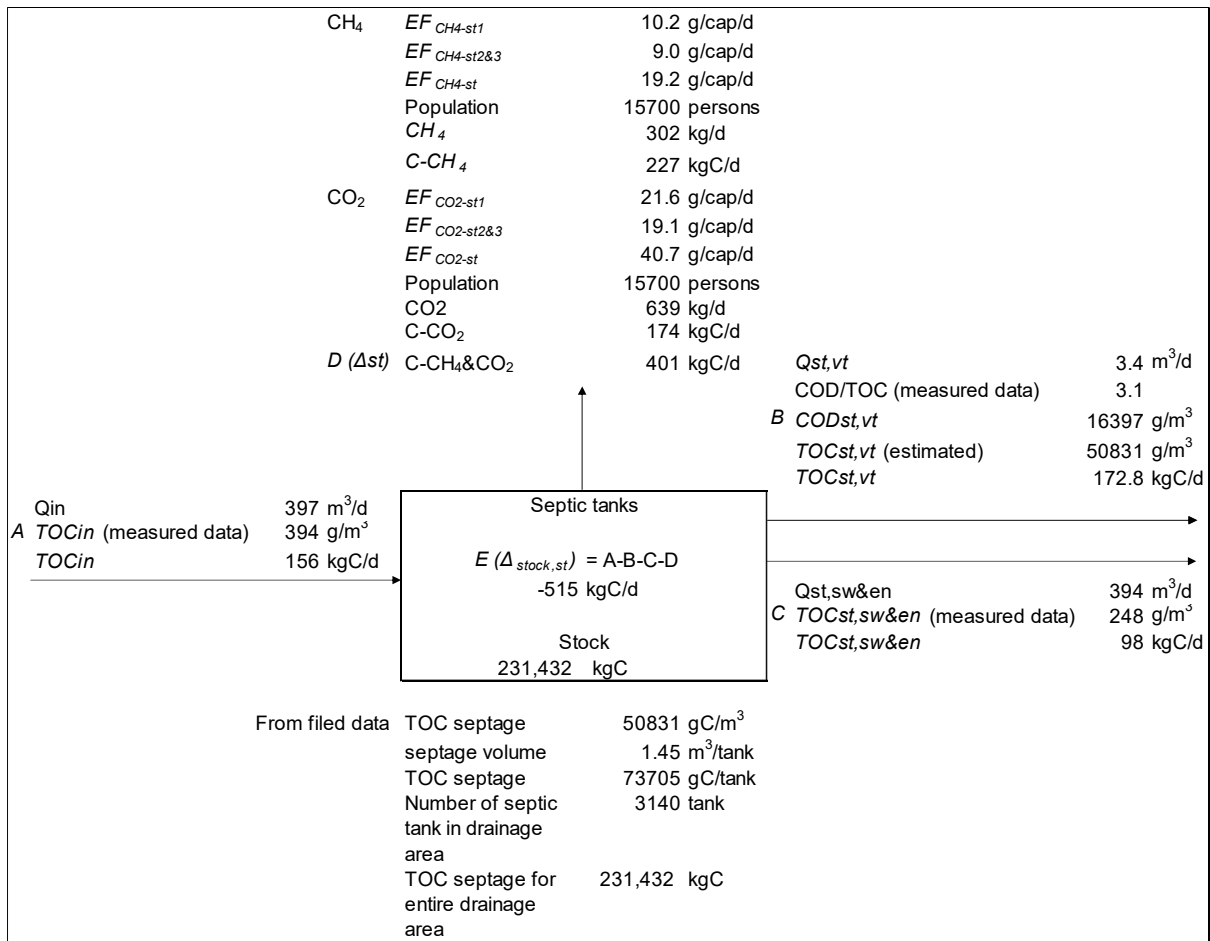 CH4 EF CH4-st1 10.2 g/cap/d
EF CH4-st2&3 9.0 g/cap/d
EF CH4-st 19.2 g/cap/d
Population 15700 persons
CH 4 302 kg/d
C-CH 4 227 kgC/d
CO2 EF CO2-st1 21.6 g/cap/d
EF CO2-st2&3 19.1 g/cap/d
EF CO2-st 40.7 g/cap/d
Population 15700 persons
CO2 639 kg/d
C-CO2 174 kgC/d
D (Δst) C-CH4&CO2 401 kgC/d
Qst,vt 3.4 m3/d
COD/TOC (measured data) 3.1
B CODst,vt 16397 g/m3
TOCst,vt (estimated) 50831 g/m3
TOCst,vt 172.8 kgC/d
Qin 397 m3/d
A TOCin (measured data) 394 g/m3
TOCin 156 kgC/d
Septic tanks
E (Δ stock,st) = A-B-C-D
-515 kgC/d
Stock
231,432 kgC
Qst,sw&en 394 m3/d
C TOCst,sw&en (measured data) 248 g/m3
TOCst,sw&en 98 kgC/d
From filed data TOC septage 50831 gC/m3
septage volume 1.45 m3/tank
TOC septage 73705 gC/tank
Number of septic 3140 tank
tank in drainage
area
TOC septage for 231,432 kgC
entire drainage
area